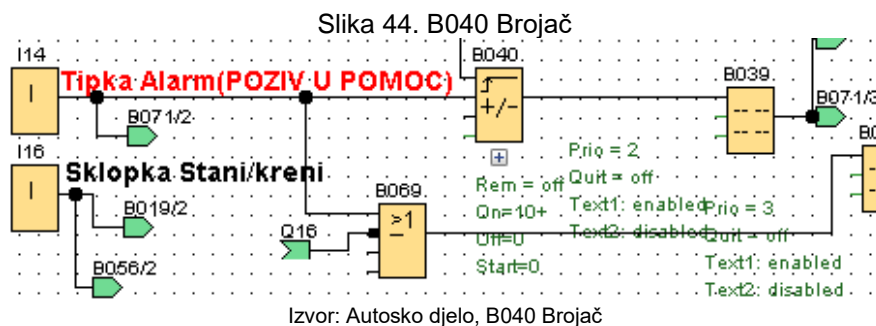 Slika 44. B040 Brojač
I14
I
Tipka Alarm(POZIV U POMOC)
B071/2
B040
+/-
B039
B071/3
I16
I
Sklopka Stani/kreni
B019/2
B056/2
B069
≥1
Q16
Rem = off
On=10+
Off=0
Start=0
Prio = 2
Quit = off
Text1: enabled
Text2: disabled
Prio = 3
Quit = off
Text1: enabled
Text2: disabled
Izvor: Autosko djelo, B040 Brojač